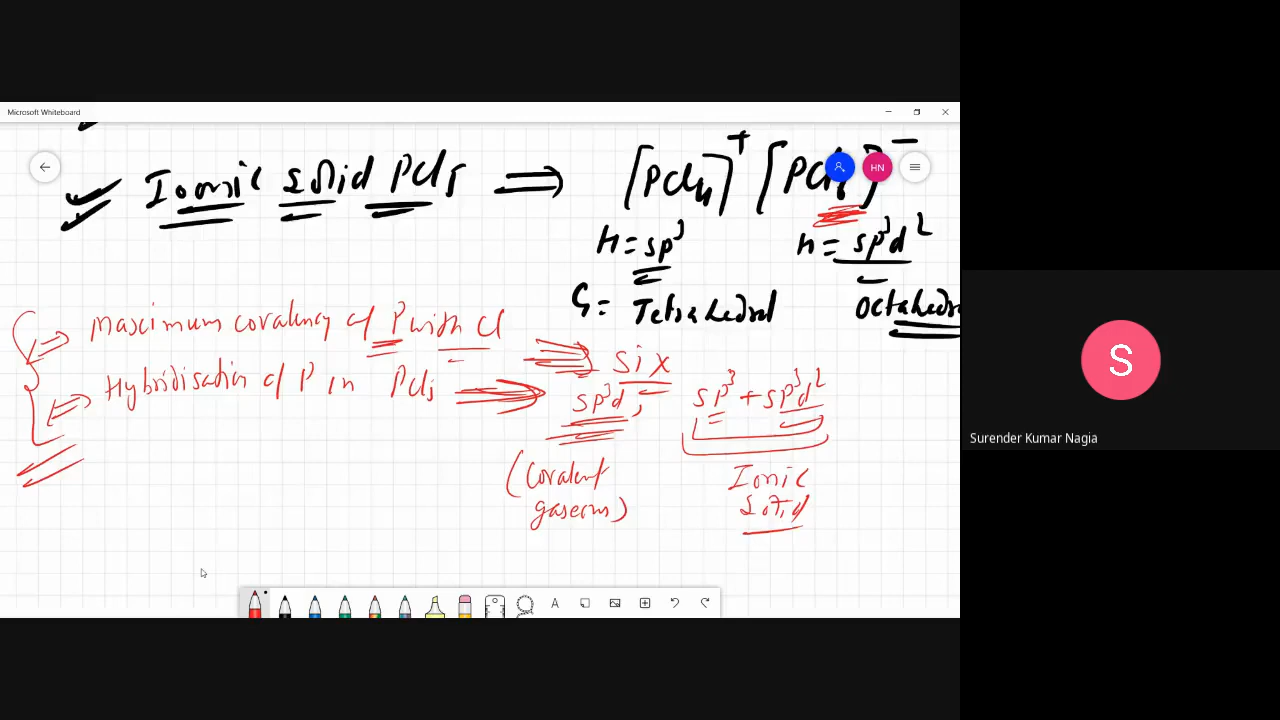 Microsoft Whiteboard
Ionic solid PCl5 ⟹ [PCl4]+ [PCl6]−
HN
H = sp3
H = sp3d2
G = Tetrahedral
Octahedra
Maximum covalency of P with Cl ⟹ six
Hybridisation of P in PCl5 ⟹ sp3d, sp3 + sp3d2
(Covalent
gaseous)
Ionic
Solid
A
S
Surender Kumar Nagia